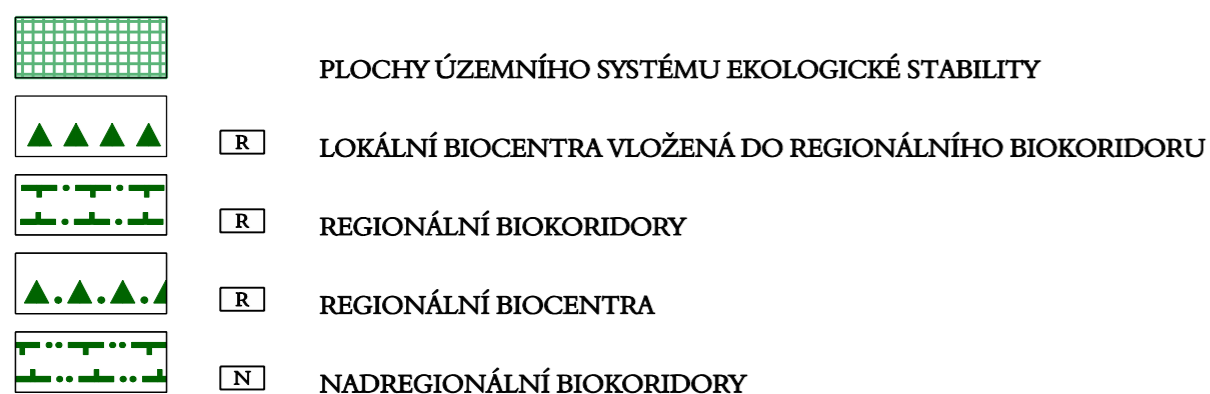 PLOCHY ÚZEMNÍHO SYSTÉMU EKOLOGICKÉ STABILITY
R LOKÁLNÍ BIOCENTRA VLOŽENÁ DO REGIONÁLNÍHO BIOKORIDORU
R REGIONÁLNÍ BIOKORIDORY
R REGIONÁLNÍ BIOCENTRA
N NADREGIONÁLNÍ BIOKORIDORY